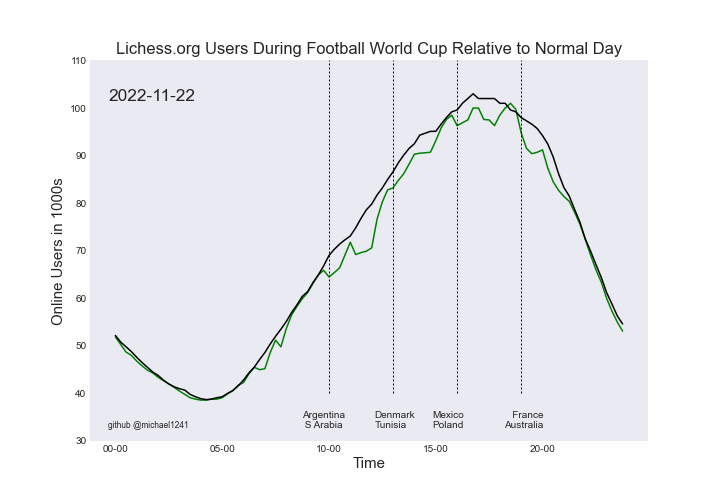 Lichess.org Users During Football World Cup Relative to Normal Day
110
2022-11-22
100
90
80
70
60
50
40
30
Online Users in 1000s
Argentina
S Arabia
Denmark
Tunisia
Mexico
Poland
France
Australia
github @michael1241
00-00
05-00
10-00
15-00
20-00
Time